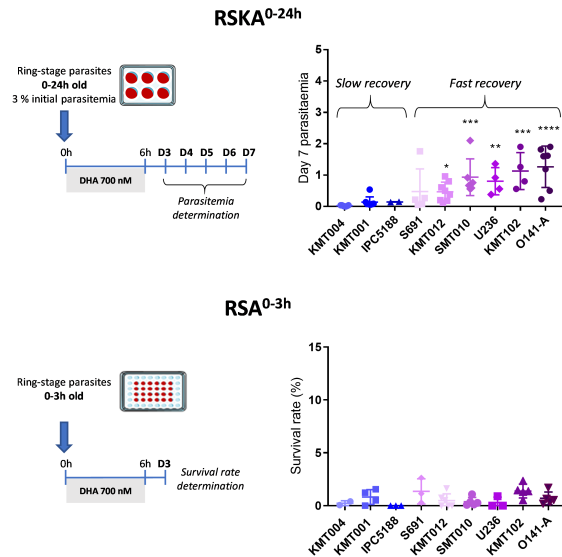 RSKA0-24h
Ring-stage parasites
0-24h old
3 % initial parasitemia
0h
6h
D3
D4
D5
D6
D7
DHA 700 nM
Parasitemia
determination
Day 7 parasitaemia
5
4
3
2
1
0
Slow recovery
Fast recovery
*
***
**
***
****
KMT004
KMT001
IPC5188
S691
KMT012
SMT010
U236
KMT102
O141-A
RSA0-3h
Ring-stage parasites
0-3h old
0h
6h
D3
DHA 700 nM
Survival rate
determination
Survival rate (%)
15
10
5
0
KMT004
KMT001
IPC5188
S691
KMT012
SMT010
U236
KMT102
O141-A